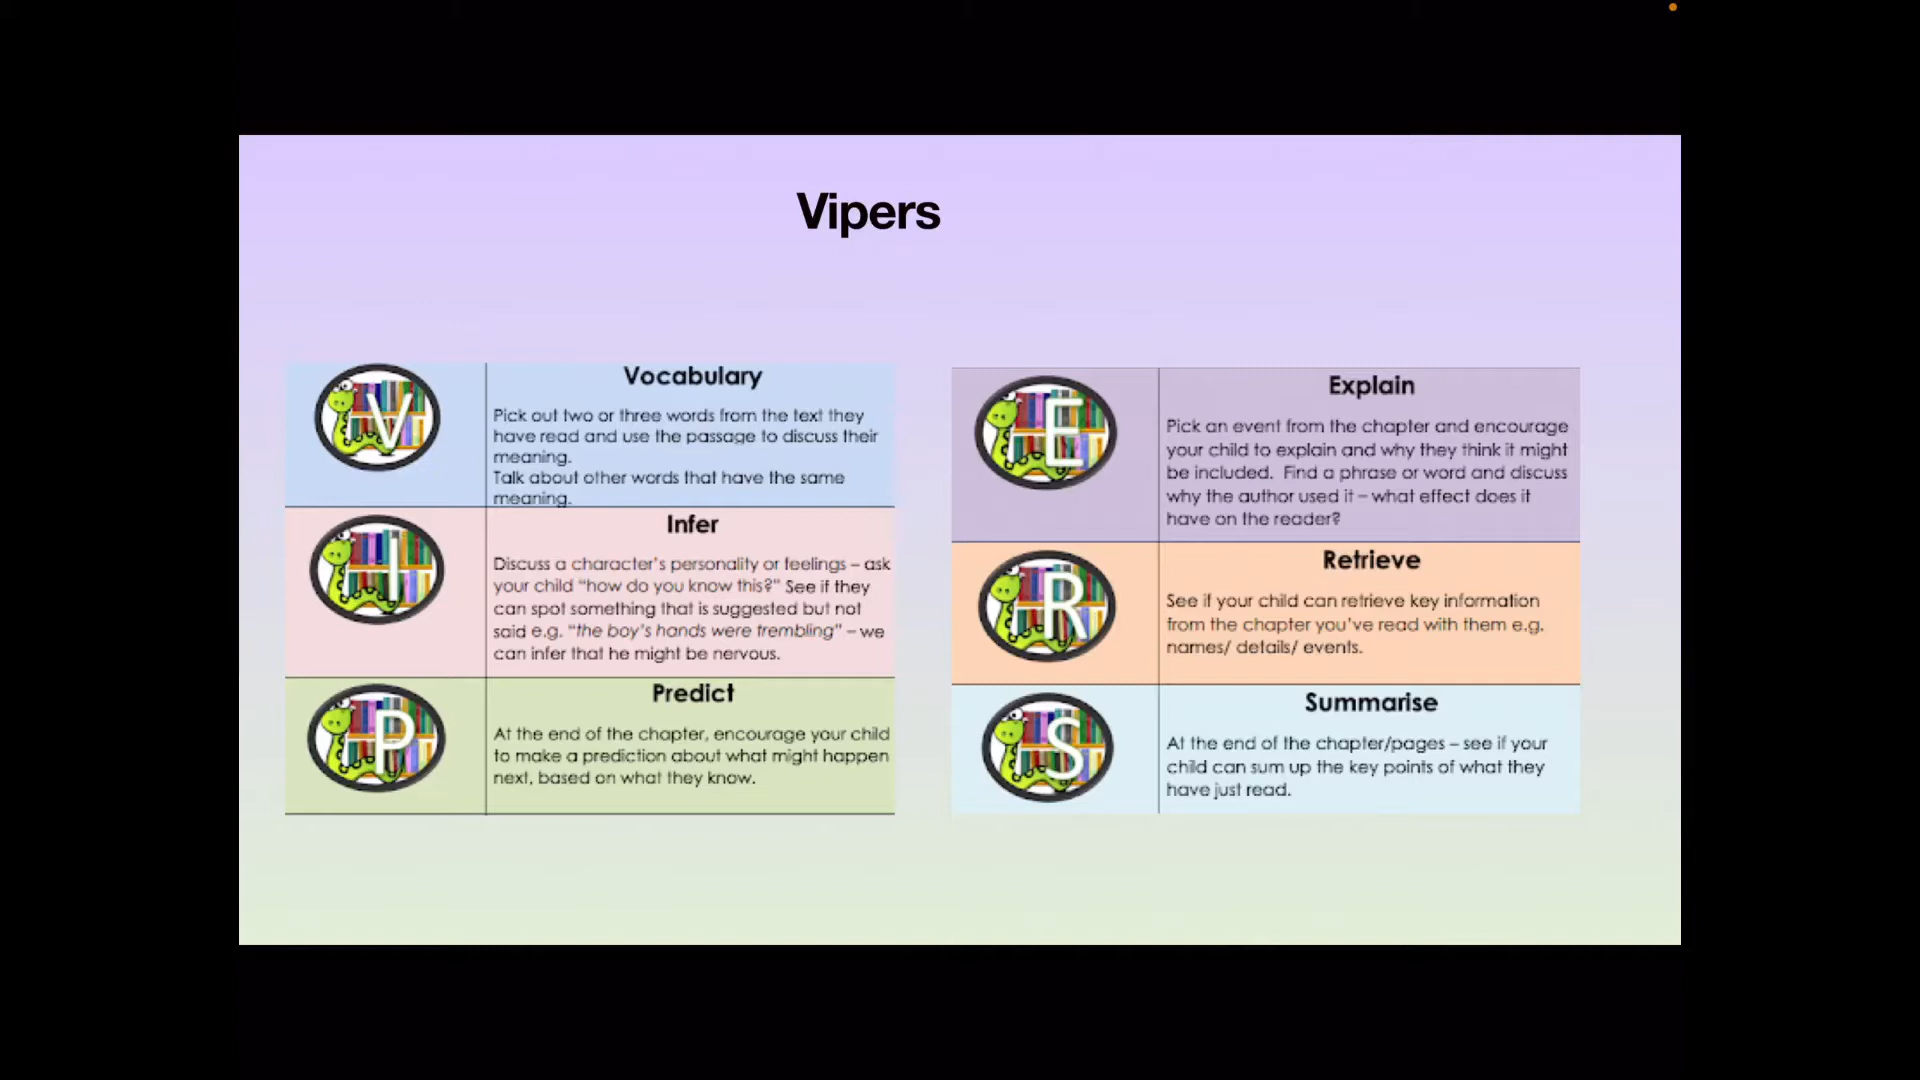 Vipers
V
Vocabulary
Pick out two or three words from the text they
have read and use the passage to discuss their
meaning.
Talk about other words that have the same
meaning.
I
Infer
Discuss a character's personality or feelings – ask
your child "how do you know this?" See if they
can spot something that is suggested but not
said e.g. "the boy's hands were trembling" – we
can infer that he might be nervous.
P
Predict
At the end of the chapter, encourage your child
to make a prediction about what might happen
next, based on what they know.
E
Explain
Pick an event from the chapter and encourage
your child to explain and why they think it might
be included. Find a phrase or word and discuss
why the author used it – what effect does it
have on the reader?
R
Retrieve
See if your child can retrieve key information
from the chapter you've read with them e.g.
names/ details/ events.
S
Summarise
At the end of the chapter/pages – see if your
child can sum up the key points of what they
have just read.